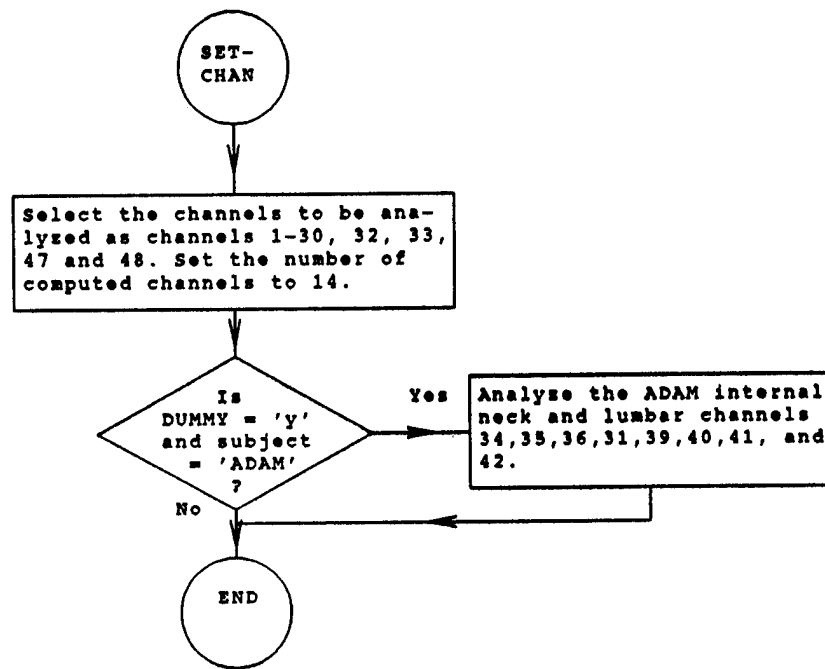 SET-
CHAN
Select the channels to be ana-
lyzed as channels 1-30, 32, 33,
47 and 48. Set the number of
computed channels to 14.
Is
DUMMY = 'y'
and subject
= 'ADAM'
?
Yes
Analyze the ADAM internal
neck and lumbar channels
34,35,36,31,39,40,41, and
42.
No
END